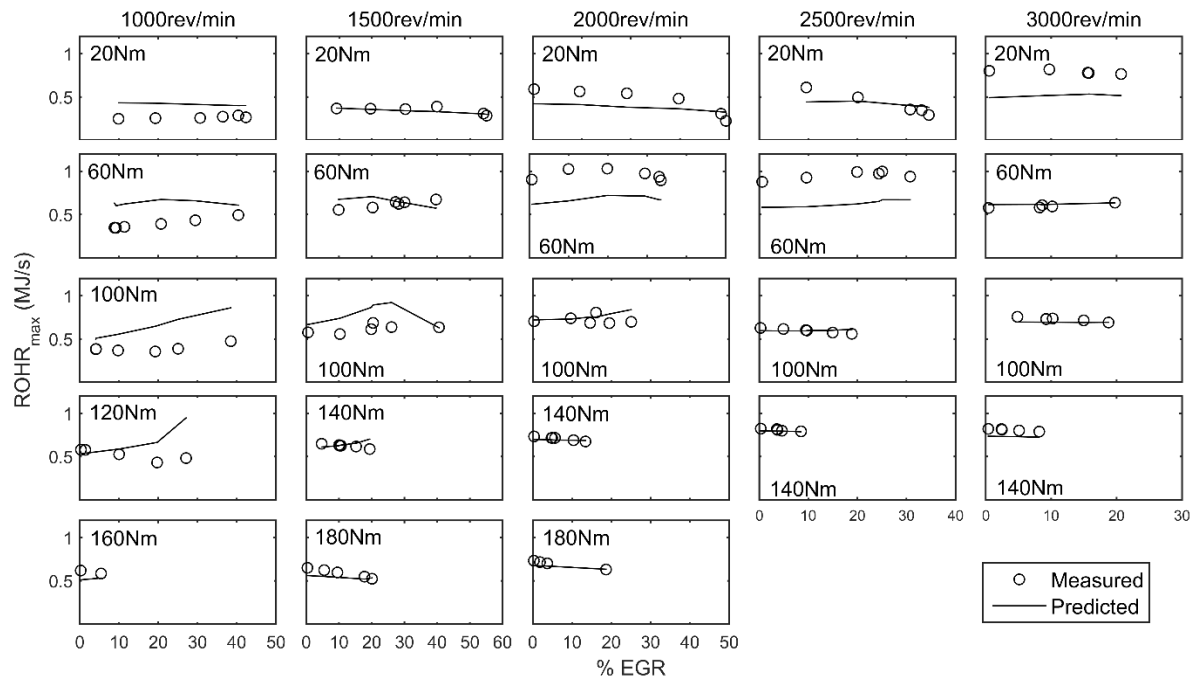 1000rev/min 1500rev/min 2000rev/min 2500rev/min 3000rev/min
1 20Nm 20Nm 20Nm 20Nm 20Nm
0.5
60Nm 60Nm 60Nm
1
0.5
60Nm 60Nm
100Nm
1
0.5
100Nm 100Nm 100Nm 100Nm
120Nm 140Nm 140Nm
1
0.5
140Nm 140Nm
0 10 20 30 40 0 10 20 30
160Nm 180Nm 180Nm
1
0.5
0 10 20 30 40 50 0 10 20 30 40 50 60 0 10 20 30 40 50
ROHRmax (MJ/s)
% EGR
Measured
Predicted